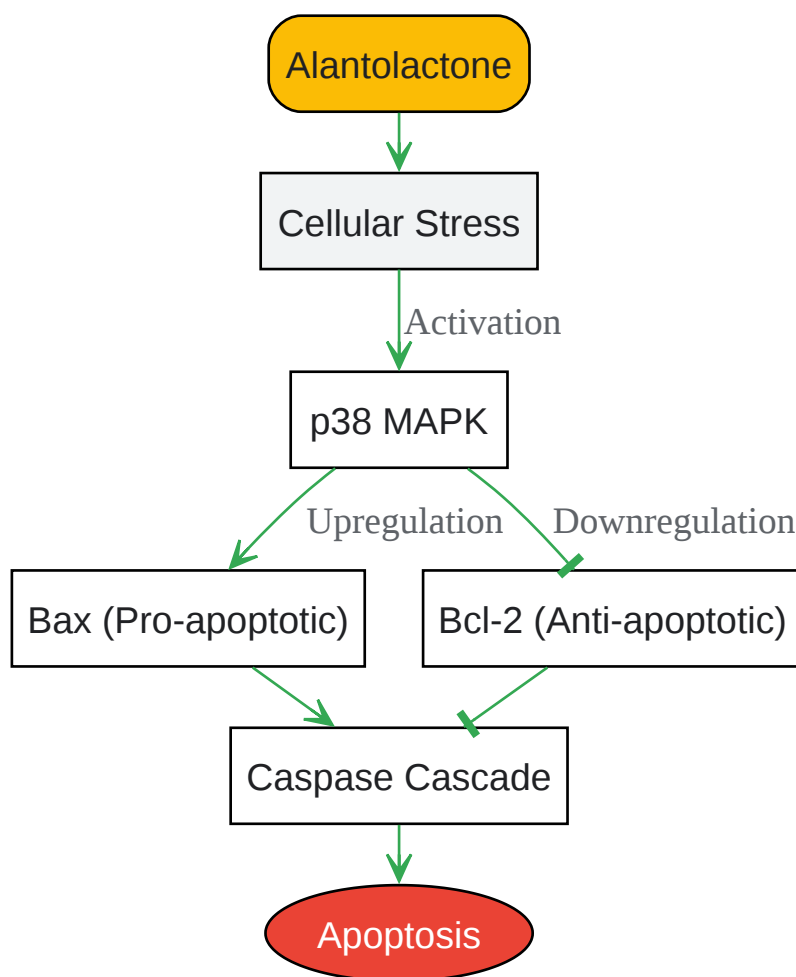 Alantolactone
Cellular Stress
Activation
p38 MAPK
Upregulation
Downregulation
Bax (Pro-apoptotic)
Bcl-2 (Anti-apoptotic)
Caspase Cascade
Apoptosis